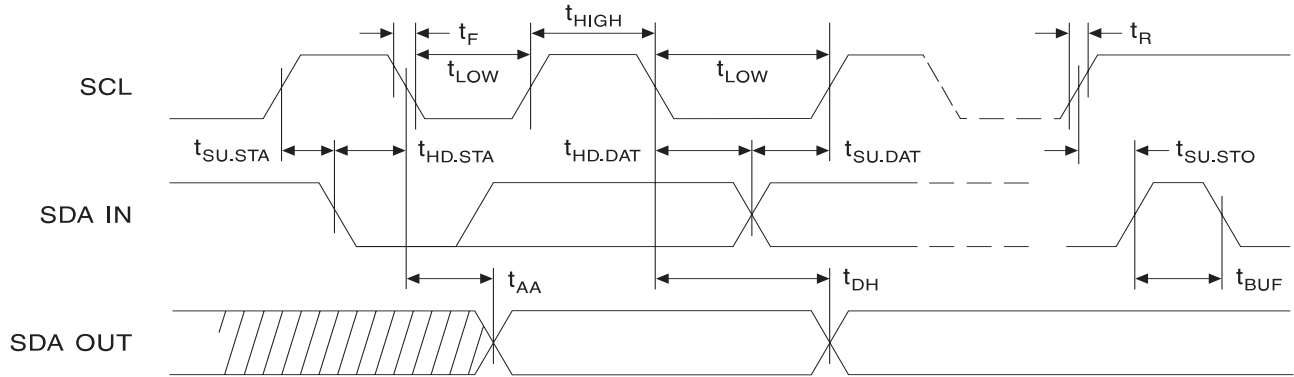 tHIGH
tF
tR
tLOW
tLOW
SCL
tSU.STA
tHD.STA
tHD.DAT
tSU.DAT
tSU.STO
SDA IN
tAA
tDH
tBUF
SDA OUT